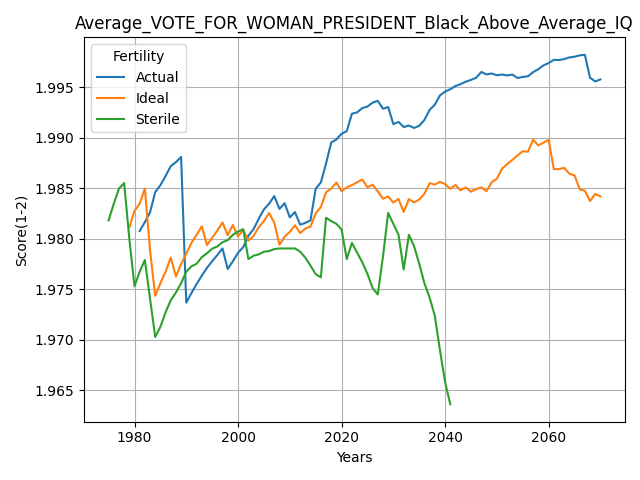 Average_VOTE_FOR_WOMAN_PRESIDENT_Black_Above_Average_IQ
Fertility
Actual
Ideal
Sterile
Score(1-2)
1.995
1.990
1.985
1.980
1.975
1.970
1.965
1980 2000 2020 2040 2060
Years